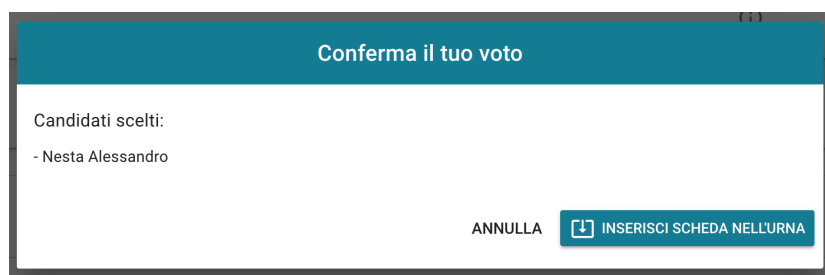 Conferma il tuo voto
Candidati scelti:
- Nesta Alessandro
ANNULLA INSERISCI SCHEDA NELL'URNA